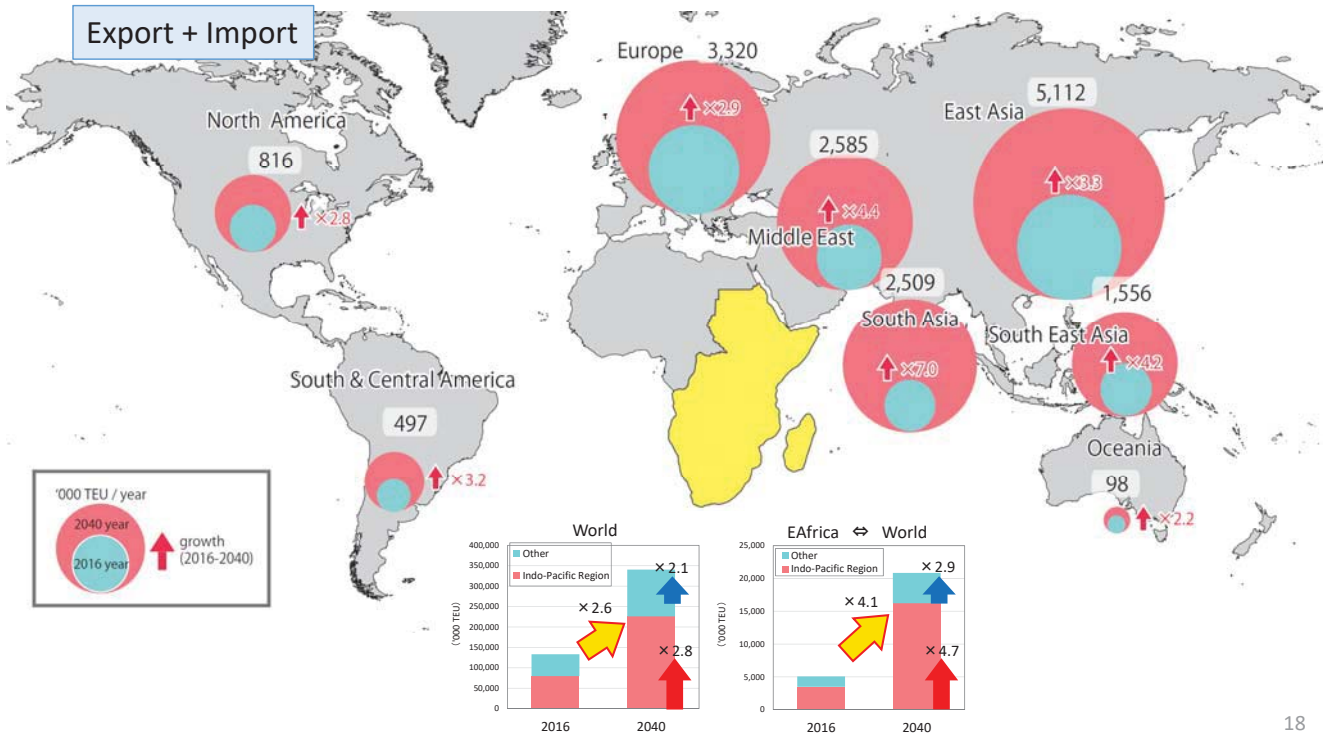 Export + Import
Europe 3,320
5,112
East Asia
×2.9
North America
816
2,585
×3.3
×2.8
×4.4
Middle East
2,509
1,556
South Asia
South East Asia
×7.0
×4.2
South & Central America
497
Oceania
98
×3.2
×2.2
'000 TEU / year
2040 year
2016 year
growth
(2016-2040)
World
('000 TEU)
400,000
350,000
300,000
250,000
200,000
150,000
100,000
50,000
0
Other
Indo-Pacific Region
×2.1
×2.6
×2.8
2016
2040
EAfrica ⇔ World
('000 TEU)
25,000
20,000
15,000
10,000
5,000
0
Other
Indo-Pacific Region
×2.9
×4.1
×4.7
2016
2040
18